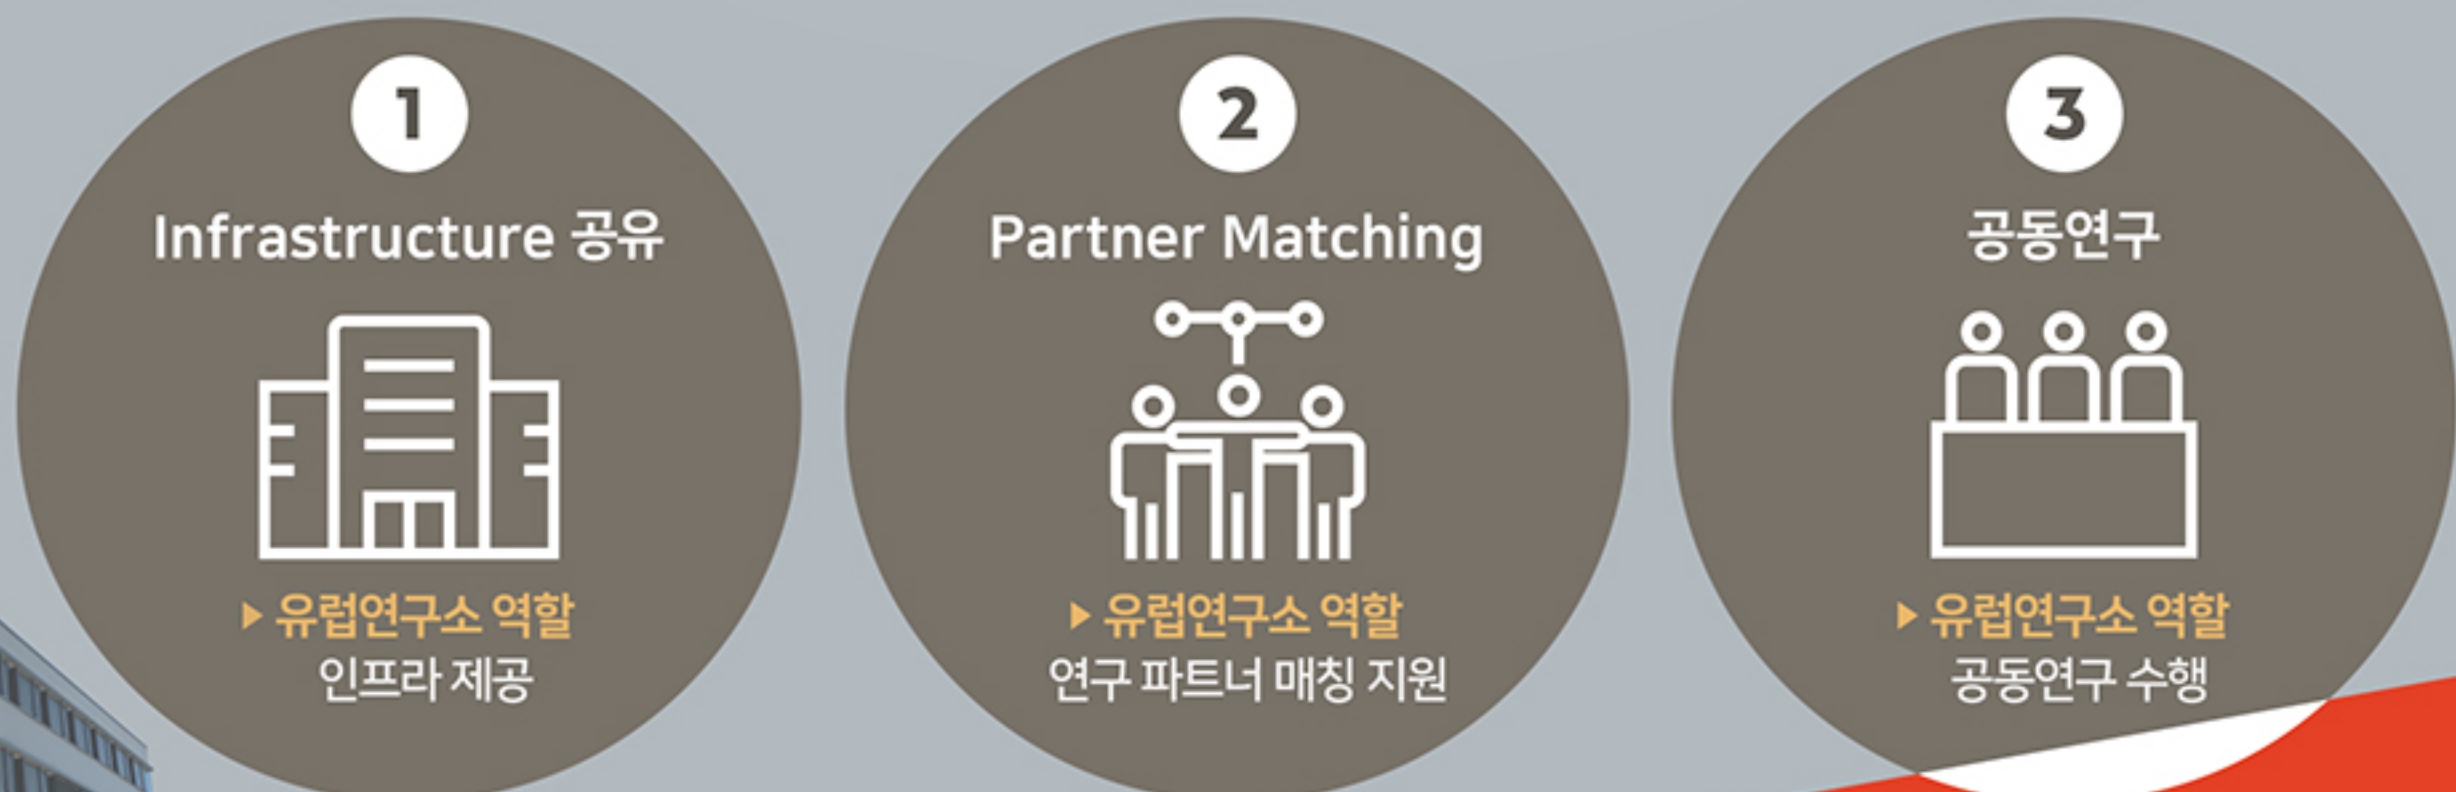 1
Infrastructure 공유
▶ 유럽연구소 역할
인프라 제공
2
Partner Matching
▶ 유럽연구소 역할
연구 파트너 매칭 지원
3
공동연구
▶ 유럽연구소 역할
공동연구 수행